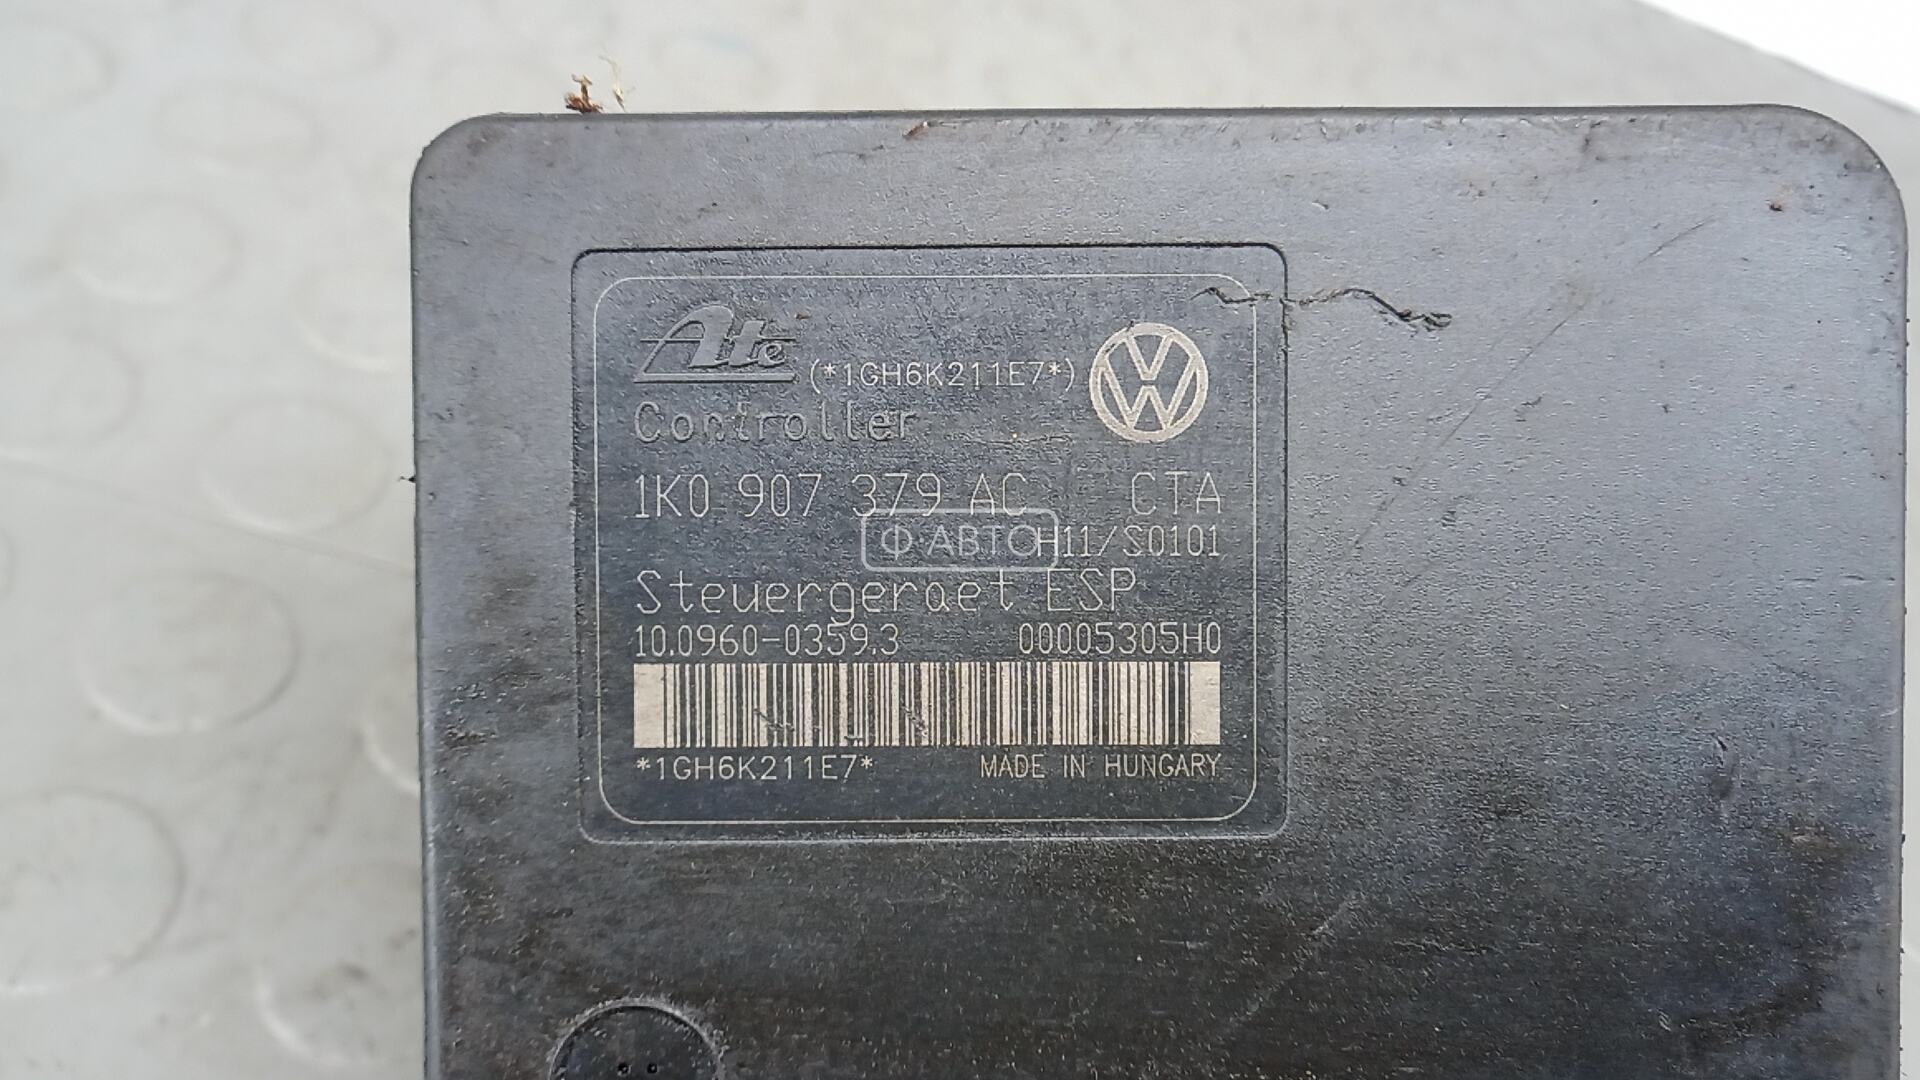 Ate (*1GH6K211E7*)
Controller
1K0 907 379 AC CTA
H11/S0101
Ф·АВТО
Steuergeraet ESP
10.0960-0359.3 00005305H0
*1GH6K211E7* MADE IN HUNGARY